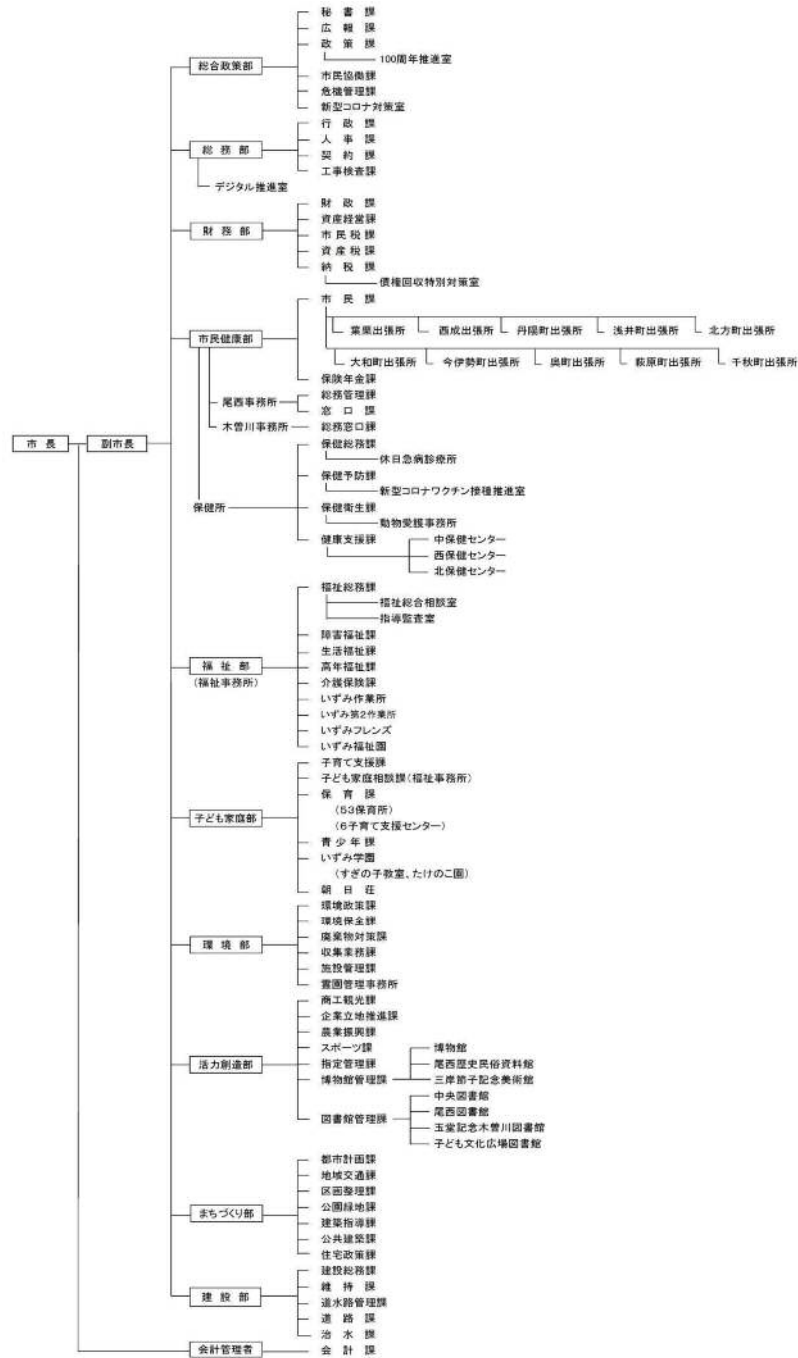 秘書課
広報課
政策課
100周年推進室
総合政策部
市民協働課
危機管理課
新型コロナ対策室
行政課
人事課
総務部
契約課
工事検査課
デジタル推進室
財政課
資産経営課
財務部
市民税課
資産税課
納税課
債権回収特別対策室
市民課
葉栗出張所 西成出張所 丹陽町出張所 浅井町出張所 北方町出張所
市民健康部
大和町出張所 今伊勢町出張所 奥町出張所 萩原町出張所 千秋町出張所
保険年金課
総務管理課
尾西事務所
窓口課
木曽川事務所 総務窓口課
市長 副市長
保健総務課
休日急病診療所
保健予防課
新型コロナワクチン接種推進室
保健所
保健衛生課
動物愛護事務所
健康支援課
中保健センター
西保健センター
北保健センター
福祉総務課
福祉総合相談室
指導監査室
障害福祉課
生活福祉課
福祉部 高年福祉課
(福祉事務所)
介護保険課
いずみ作業所
いずみ第2作業所
いずみフレンズ
いずみ福祉園
子育て支援課
子ども家庭相談課(福祉事務所)
保育課
(53保育所)
子ども家庭部
(6子育て支援センター)
青少年課
いずみ学園
(すぎの子教室、たけのこ園)
朝日荘
環境政策課
環境保全課
廃棄物対策課
環境部
収集業務課
施設管理課
霊園管理事務所
商工観光課
企業立地推進課
農業振興課
スポーツ課 博物館
活力創造部 指定管理課 尾西歴史民俗資料館
博物館管理課 三岸節子記念美術館
中央図書館
尾西図書館
図書館管理課
玉堂記念木曽川図書館
子ども文化広場図書館
都市計画課
地域交通課
区画整理課
まちづくり部
公園緑地課
建築指導課
公共建築課
住宅政策課
建設総務課
維持課
建設部
道水路管理課
道路課
治水課
会計管理者 会計課